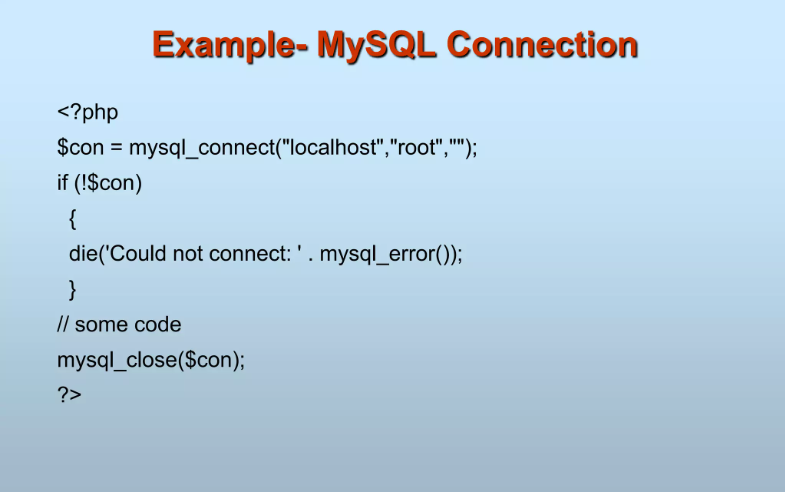 Example- MySQL Connection
<?php
$con = mysql_connect("localhost","root","");
if (!$con)
{
die('Could not connect: ' . mysql_error());
}
// some code
mysql_close($con);
?>